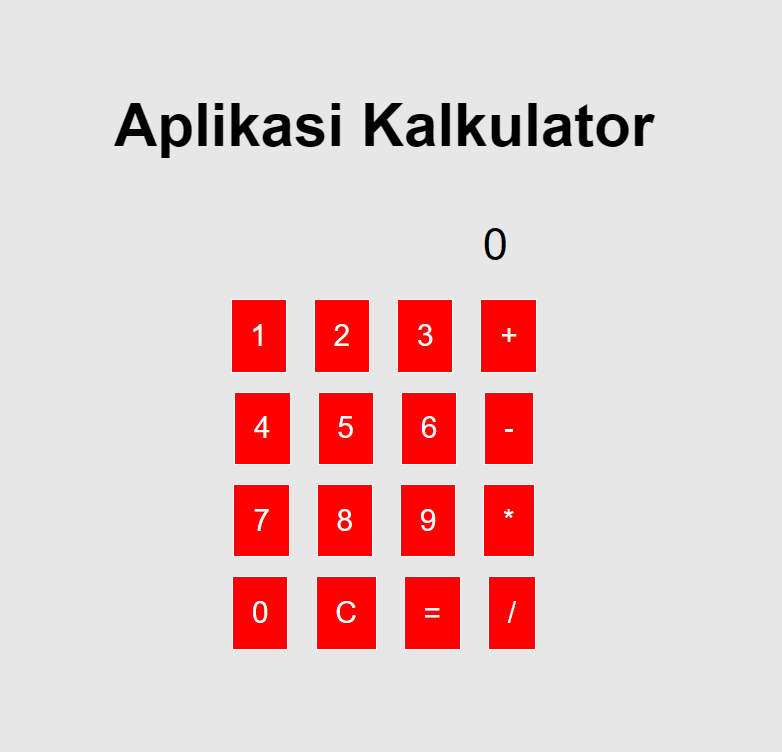 Aplikasi Kalkulator
0
1 2 3 +
4 5 6 -
7 8 9 *
0 C = /